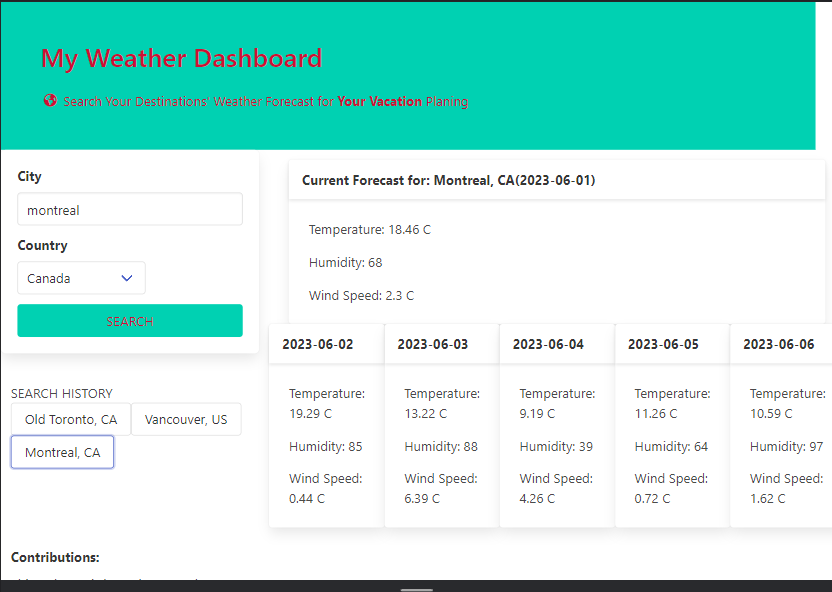 My Weather Dashboard
Search Your Destinations' Weather Forecast for Your Vacation Planing
City
montreal
Country
Canada
SEARCH
SEARCH HISTORY
Old Toronto, CA
Vancouver, US
Montreal, CA
Current Forecast for: Montreal, CA(2023-06-01)
Temperature: 18.46 C
Humidity: 68
Wind Speed: 2.3 C
2023-06-02
Temperature:
19.29 C
Humidity: 85
Wind Speed:
0.44 C
2023-06-03
Temperature:
13.22 C
Humidity: 88
Wind Speed:
6.39 C
2023-06-04
Temperature:
9.19 C
Humidity: 39
Wind Speed:
4.26 C
2023-06-05
Temperature:
11.26 C
Humidity: 64
Wind Speed:
0.72 C
2023-06-06
Temperature:
10.59 C
Humidity: 97
Wind Speed:
1.62 C
Contributions: